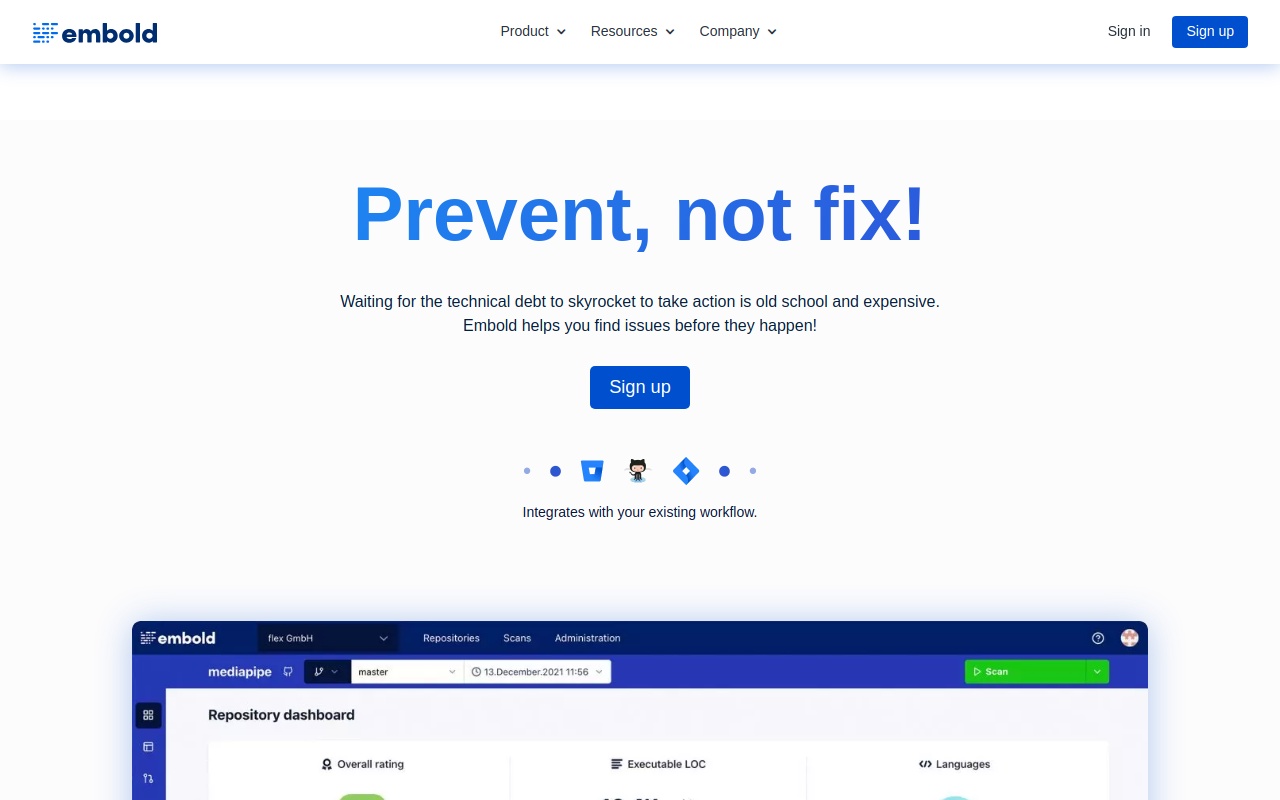 embold
Product
Resources
Company
Sign in
Sign up
Prevent, not fix!
Waiting for the technical debt to skyrocket to take action is old school and expensive.
Embold helps you find issues before they happen!
Sign up
Integrates with your existing workflow.
embold
flex GmbH
Repositories
Scans
Administration
mediapipe
master
13.December.2021 11:56
Scan
Repository dashboard
Overall rating
Executable LOC
Languages